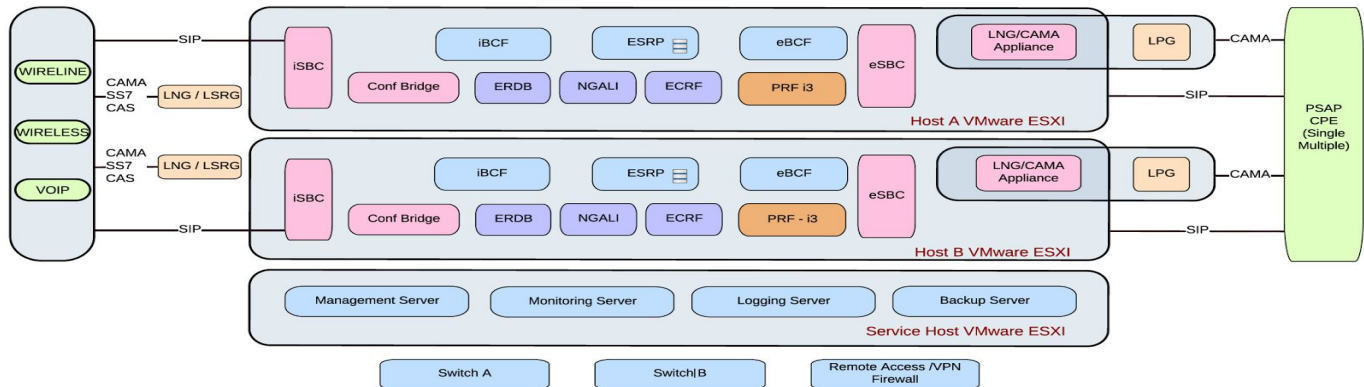 SIP
iSBC
iBCF
ESRP
eBCF
eSBC
LNG/CAMA
Appliance
LPG
CAMA
WIRELINE
CAMA
SS7
CAS
LNG / LSRG
Conf Bridge
ERDB
NGALI
ECRF
PRF i3
SIP
Host A VMware ESXI
PSAP
CPE
(Single
Multiple)
WIRELESS
CAMA
SS7
CAS
LNG / LSRG
iSBC
iBCF
ESRP
eBCF
eSBC
LNG/CAMA
Appliance
LPG
CAMA
VOIP
Conf Bridge
ERDB
NGALI
ECRF
PRF - i3
SIP
SIP
Host B VMware ESXI
Management Server
Monitoring Server
Logging Server
Backup Server
Service Host VMware ESXI
Switch A
Switch|B
Remote Access /VPN
Firewall